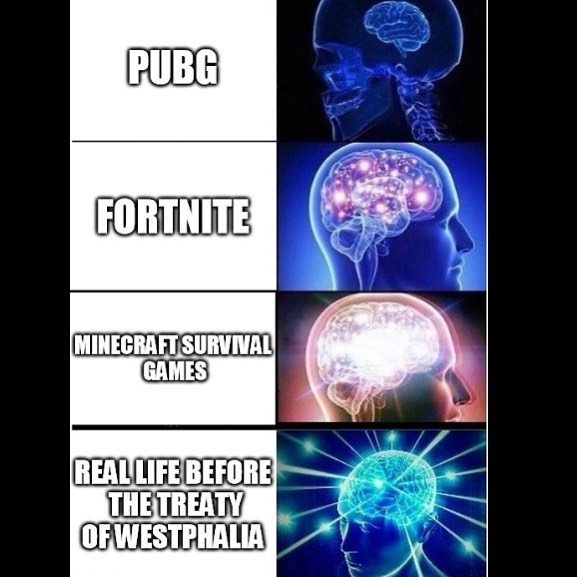 PUBG
FORTNITE
MINECRAFT SURVIVAL
GAMES
REAL LIFE BEFORE
THE TREATY
OF WESTPHALIA